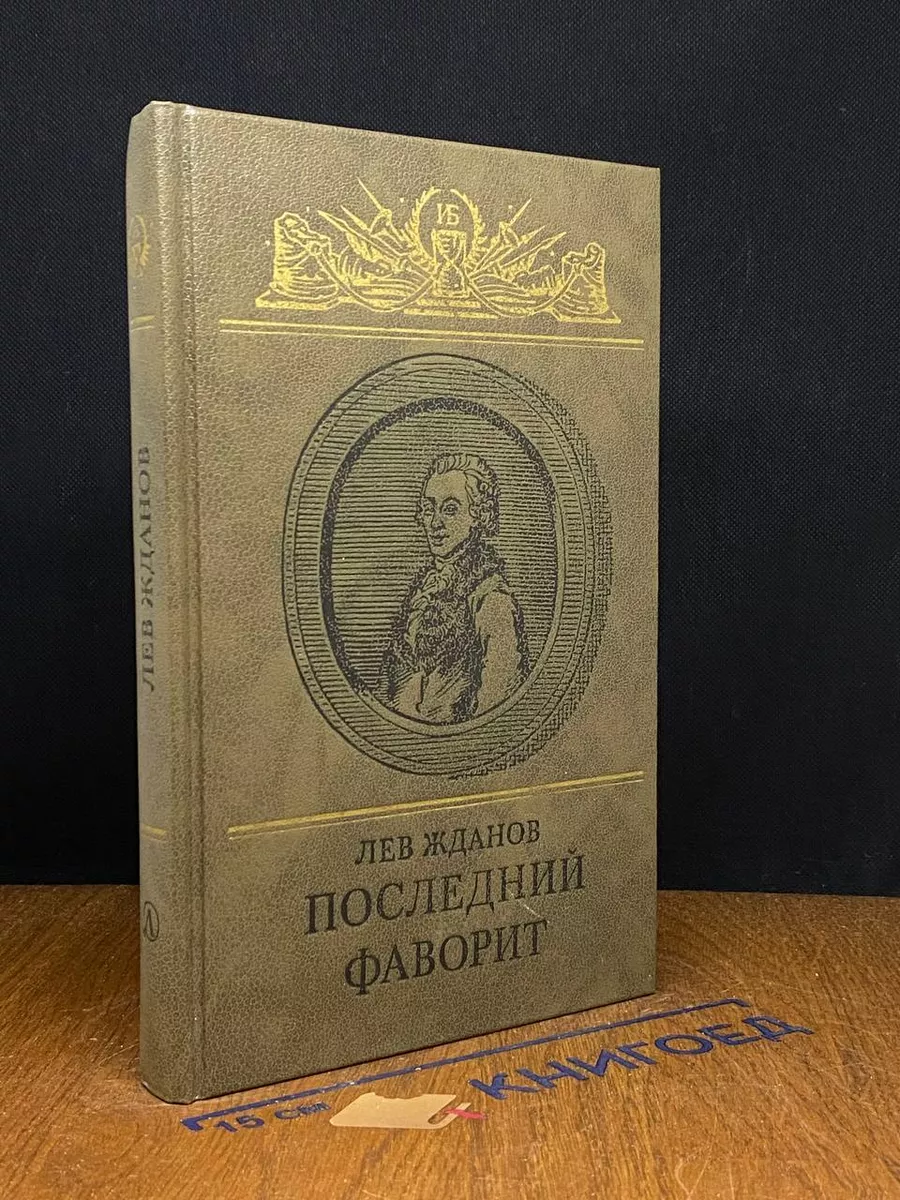 ИБ
ЛЕВ ЖДАНОВ
ПОСЛЕДНИЙ
ФАВОРИТ
ЛЕВ ЖДАНОВ
Л
15 см
КНИГОЕД